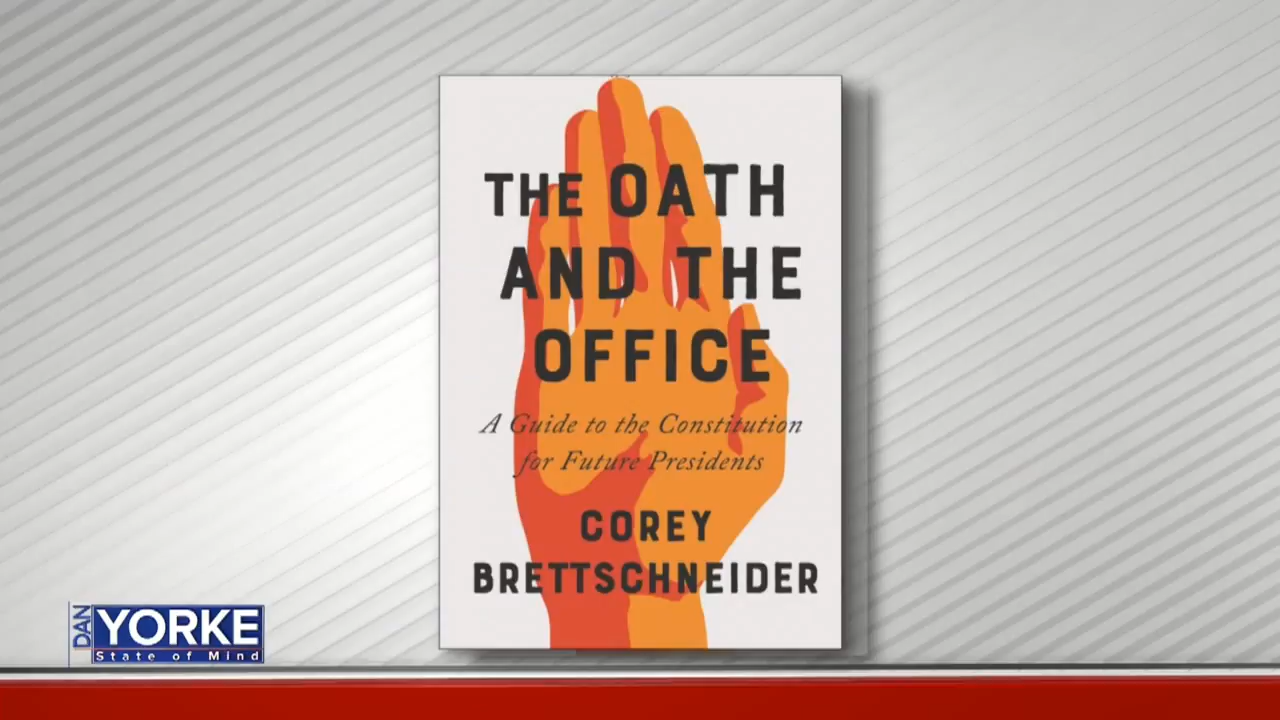 THE OATH
AND THE
OFFICE
A Guide to the Constitution
for Future Presidents
COREY
BRETTSCHNEIDER
DAN
YORKE
State of Mind